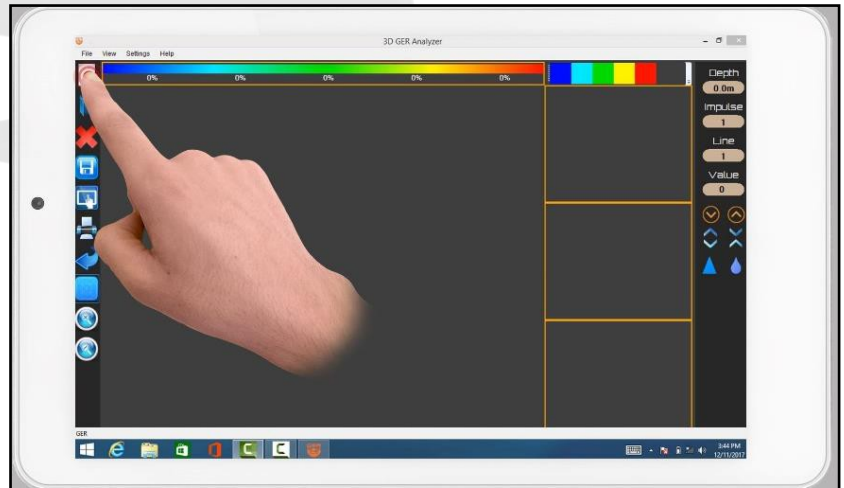 3D GER Analyzer
File View Settings Help
0% 0% 0% 0% 0%
Depth
0 0m
Impulse
1
Line
1
Value
0
GER
3:44 PM
12/11/2017